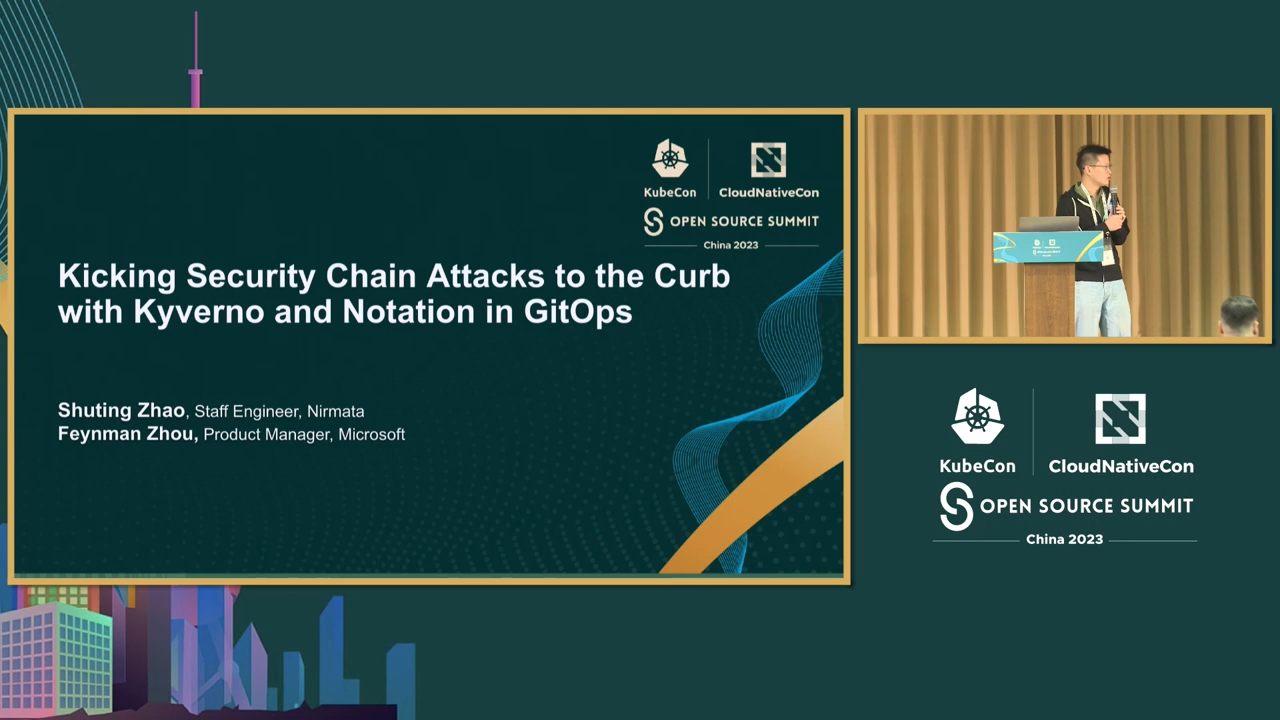 KubeCon
CloudNativeCon
OPEN SOURCE SUMMIT
China 2023
Kicking Security Chain Attacks to the Curb
with Kyverno and Notation in GitOps
Shuting Zhao, Staff Engineer, Nirmata
Feynman Zhou, Product Manager, Microsoft
KubeCon
CloudNativeCon
OPEN SOURCE SUMMIT
China 2023